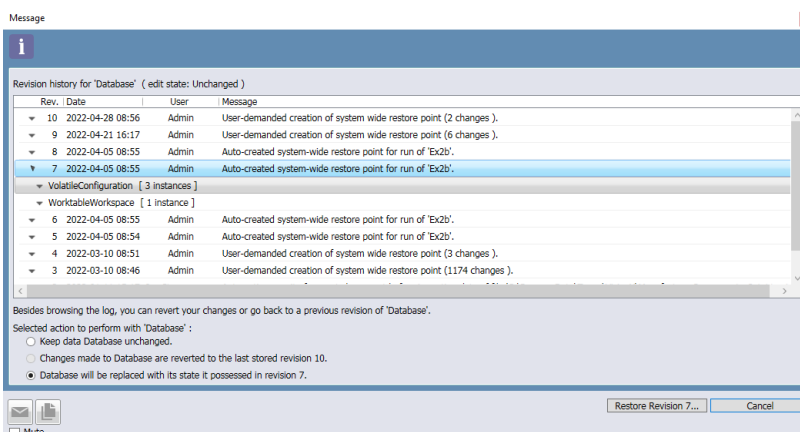 Message
i
Revision history for 'Database' ( edit state: Unchanged )
Rev. Date User Message
10 2022-04-28 08:56 Admin User-demanded creation of system wide restore point (2 changes ).
9 2022-04-21 16:17 Admin User-demanded creation of system wide restore point (6 changes ).
8 2022-04-05 08:55 Admin Auto-created system-wide restore point for run of 'Ex2b'.
7 2022-04-05 08:55 Admin Auto-created system-wide restore point for run of 'Ex2b'.
VolatileConfiguration [ 3 instances ]
WorktableWorkspace [ 1 instance ]
6 2022-04-05 08:55 Admin Auto-created system-wide restore point for run of 'Ex2b'.
5 2022-04-05 08:54 Admin Auto-created system-wide restore point for run of 'Ex2b'.
4 2022-03-10 08:51 Admin User-demanded creation of system wide restore point (3 changes ).
3 2022-03-10 08:46 Admin User-demanded creation of system wide restore point (1174 changes ).
Besides browsing the log, you can revert your changes or go back to a previous revision of 'Database'.
Selected action to perform with 'Database' :
Keep data Database unchanged.
Changes made to Database are reverted to the last stored revision 10.
Database will be replaced with its state it possessed in revision 7.
Restore Revision 7... Cancel
Mute